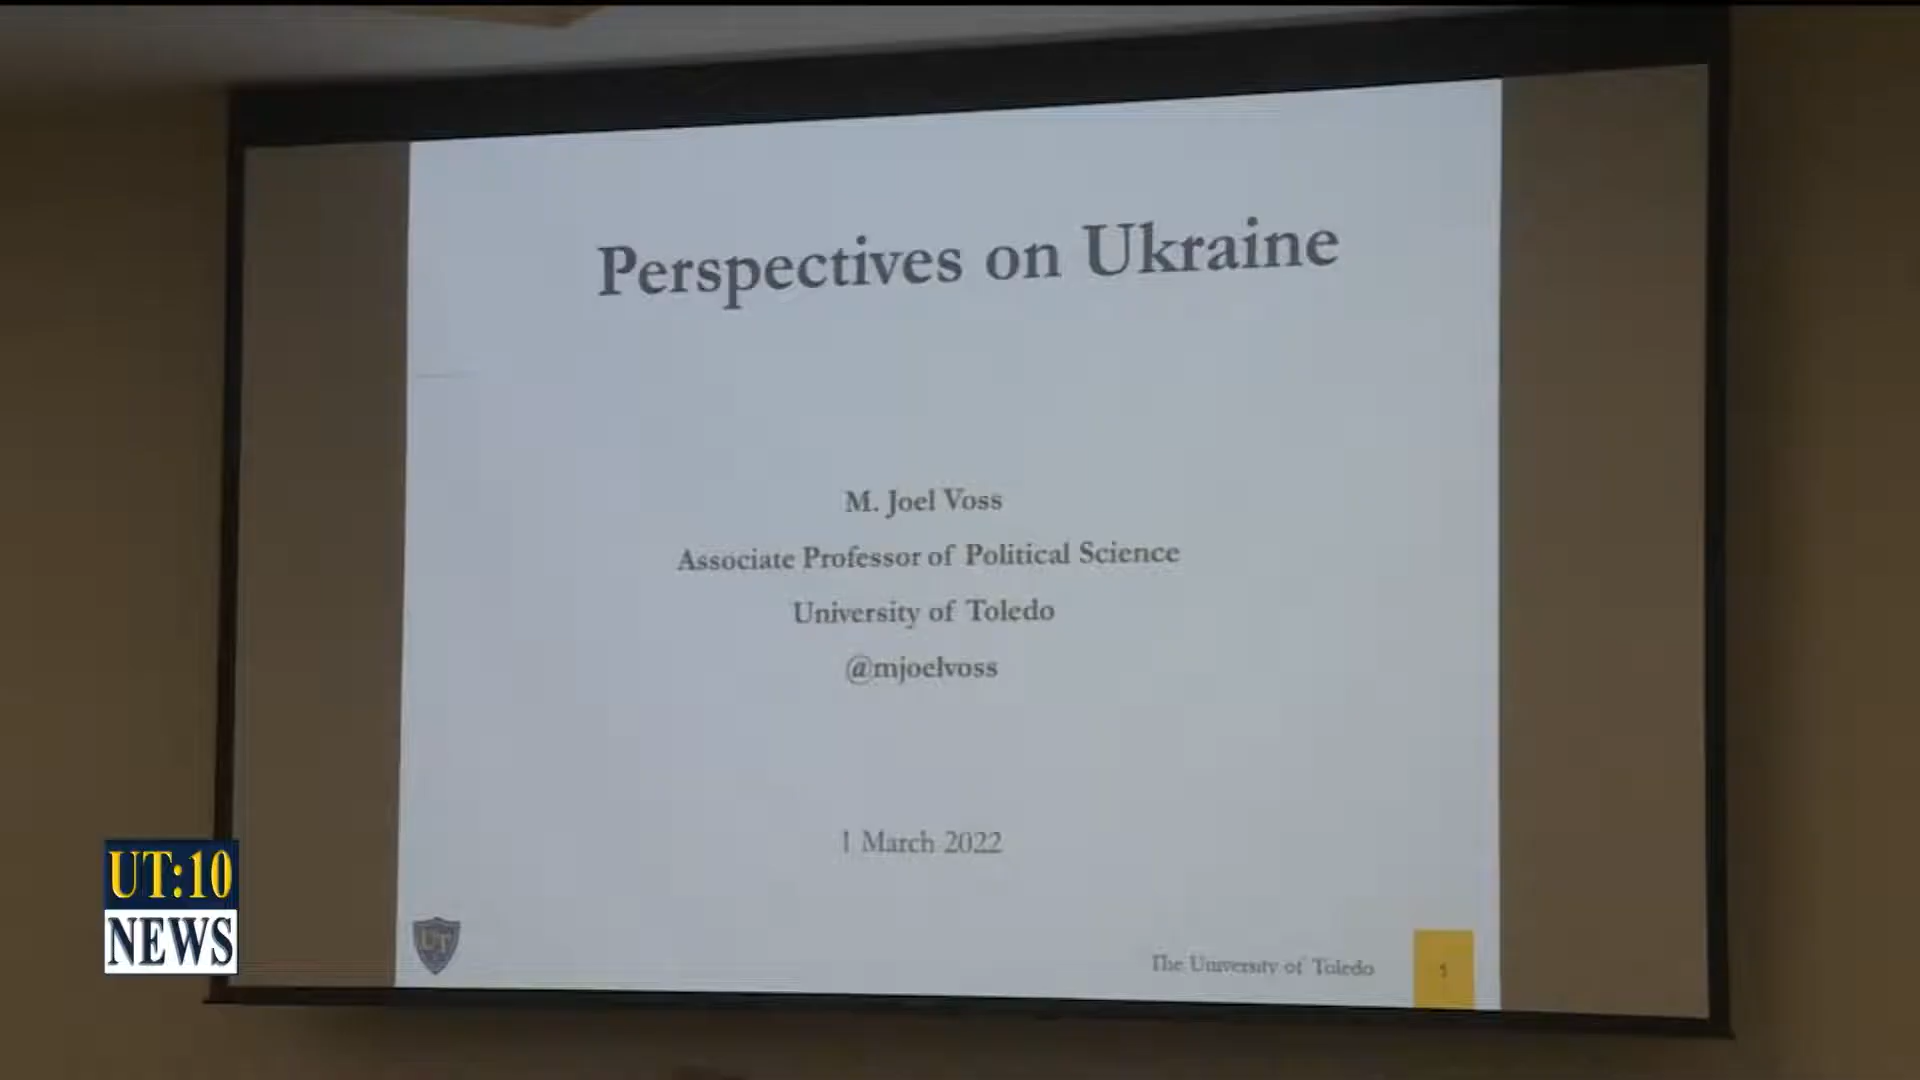 Perspectives on Ukraine
M. Joel Voss
Associate Professor of Political Science
University of Toledo
@mjoelvoss
1 March 2022
UT:10
NEWS
UT
The University of Toledo
1